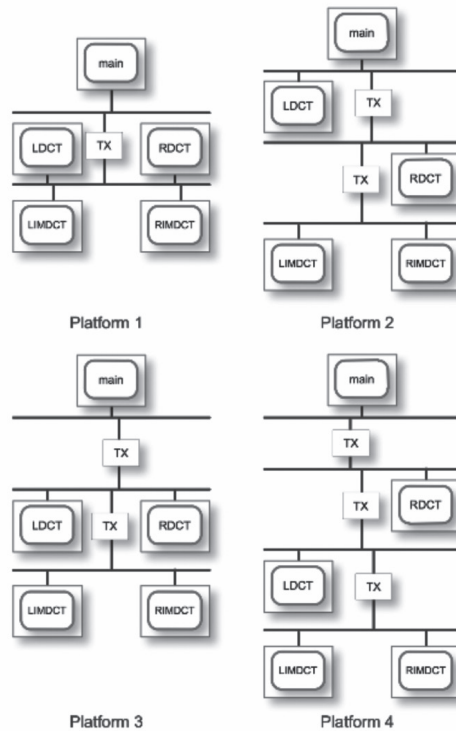 main
LDCT
TX
RDCT
LIMDCT
RIMDCT
Platform 1
main
LDCT
TX
TX
RDCT
LIMDCT
RIMDCT
Platform 2
main
TX
LDCT
TX
RDCT
LIMDCT
RIMDCT
Platform 3
main
TX
TX
RDCT
LDCT
TX
LIMDCT
RIMDCT
Platform 4